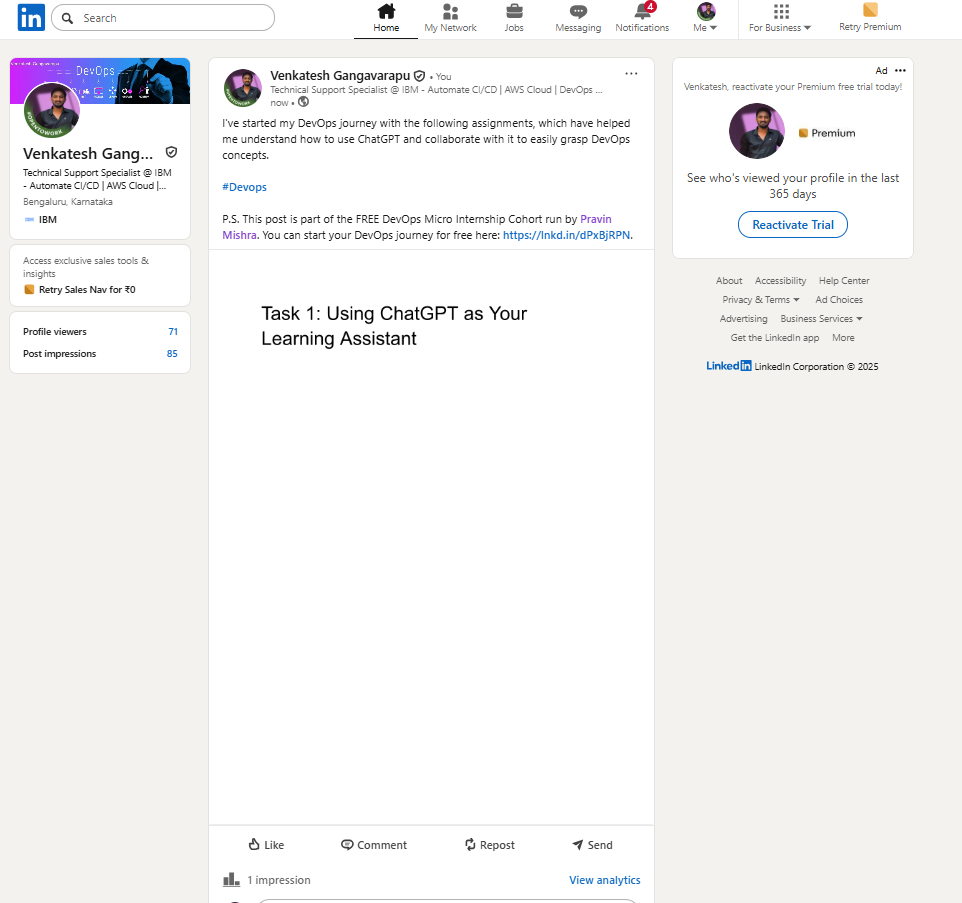 in
Search
Home
My Network
Jobs
Messaging
4
Notifications
Me
For Business
Retry Premium
DevOps
#OPENTOWORK
Venkatesh Gang...
Technical Support Specialist @ IBM
- Automate CI/CD | AWS Cloud |...
Bengaluru, Karnataka
IBM
Access exclusive sales tools &
insights
Retry Sales Nav for ₹0
Profile viewers 71
Post impressions 85
Venkatesh Gangavarapu • You
Technical Support Specialist @ IBM - Automate CI/CD | AWS Cloud | DevOps ...
now •
I've started my DevOps journey with the following assignments, which have helped
me understand how to use ChatGPT and collaborate with it to easily grasp DevOps
concepts.
#Devops
P.S. This post is part of the FREE DevOps Micro Internship Cohort run by Pravin
Mishra. You can start your DevOps journey for free here: https://lnkd.in/dPxBjRPN.
Task 1: Using ChatGPT as Your
Learning Assistant
Like
Comment
Repost
Send
1 impression
View analytics
Ad
Venkatesh, reactivate your Premium free trial today!
Premium
See who's viewed your profile in the last
365 days
Reactivate Trial
About Accessibility Help Center
Privacy & Terms Ad Choices
Advertising Business Services
Get the LinkedIn app More
LinkedIn LinkedIn Corporation © 2025